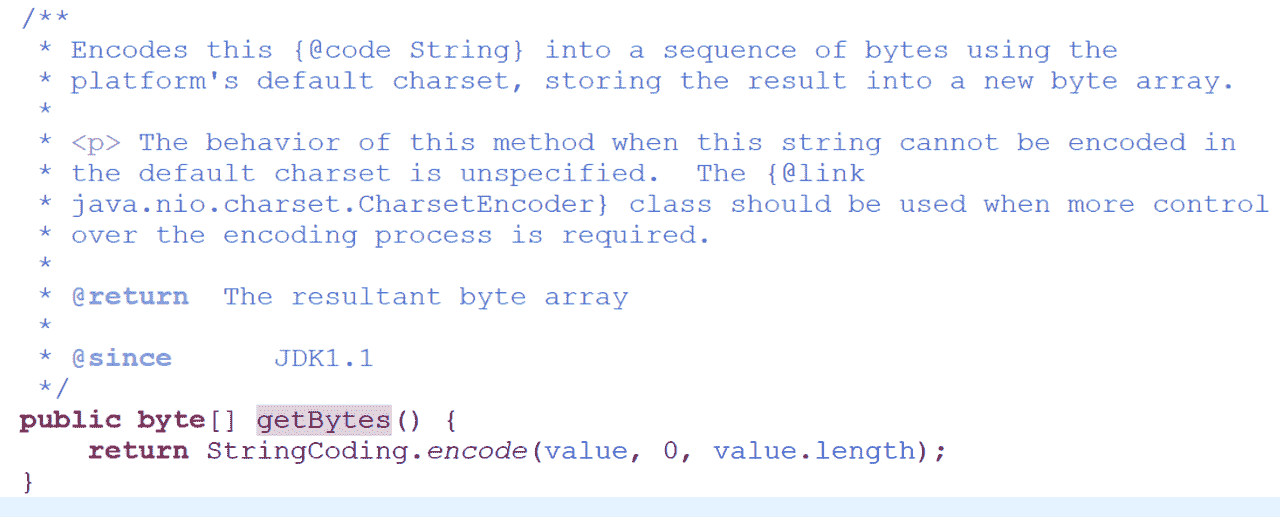 /**
 * Encodes this {@code String} into a sequence of bytes using the
 * platform's default charset, storing the result into a new byte array.
 *
 * <p> The behavior of this method when this string cannot be encoded in
 * the default charset is unspecified.  The {@link
 * java.nio.charset.CharsetEncoder} class should be used when more control
 * over the encoding process is required.
 *
 * @return  The resultant byte array
 *
 * @since      JDK1.1
 */
public byte[] getBytes() {
    return StringCoding.encode(value, 0, value.length);
}